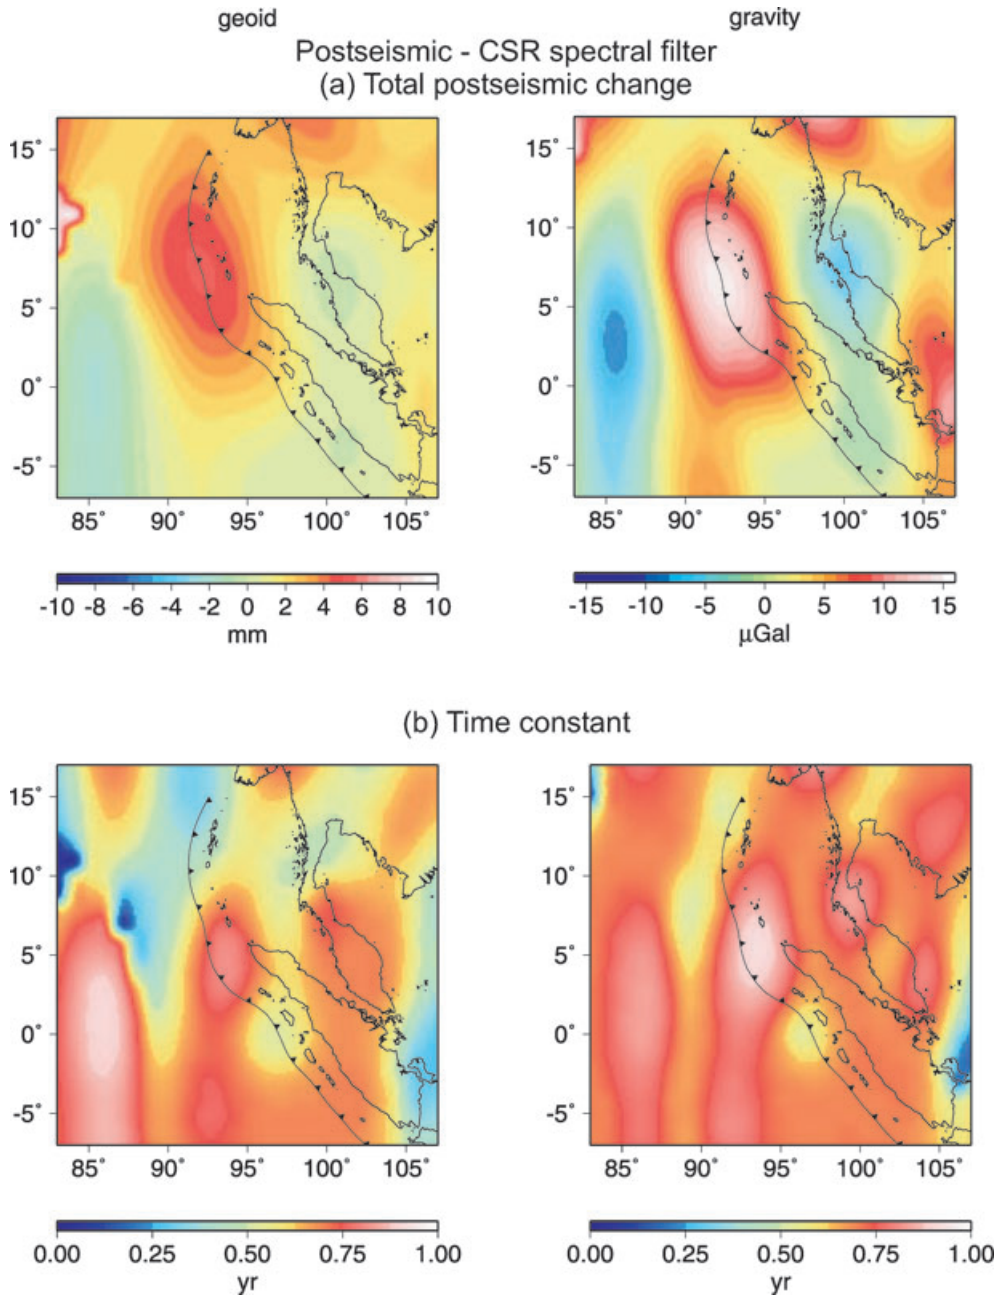 geoid gravity
Postseismic - CSR spectral filter
(a) Total postseismic change
15° 15°
10° 10°
5° 5°
0° 0°
-5° -5°
85° 90° 95° 100° 105° 85° 90° 95° 100° 105°
-10 -8 -6 -4 -2 0 2 4 6 8 10 -15 -10 -5 0 5 10 15
mm μGal
(b) Time constant
15° 15°
10° 10°
5° 5°
0° 0°
-5° -5°
85° 90° 95° 100° 105° 85° 90° 95° 100° 105°
0.00 0.25 0.50 0.75 1.00 0.00 0.25 0.50 0.75 1.00
yr yr